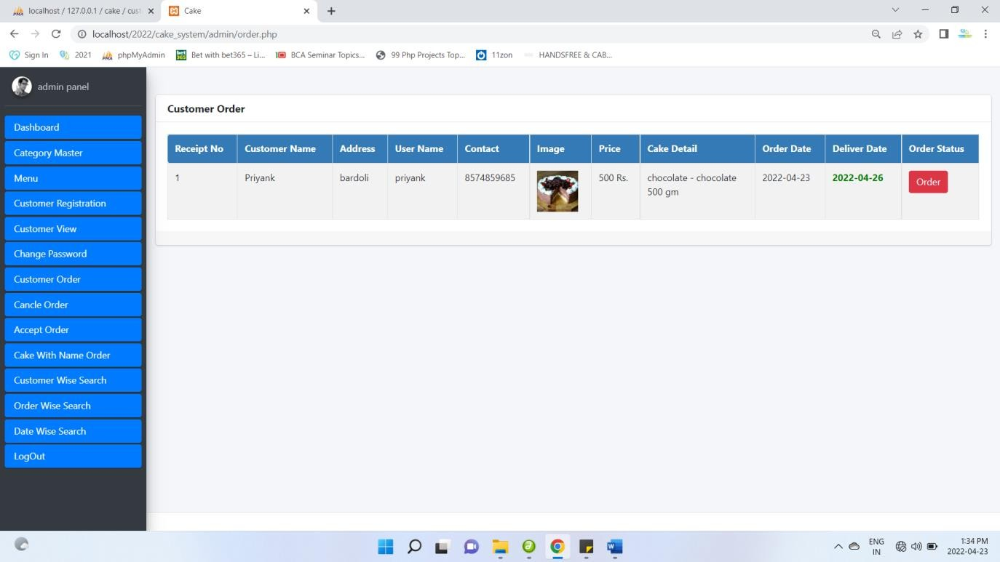 localhost / 127.0.0.1 / cake / cust
Cake
localhost/2022/cake_system/admin/order.php
Sign In
2021
phpMyAdmin
bet365
Bet with bet365 – Li...
BCA Seminar Topics...
99 Php Projects Top...
11zon
HANDSFREE & CAB...
admin panel
Dashboard
Category Master
Menu
Customer Registration
Customer View
Change Password
Customer Order
Cancle Order
Accept Order
Cake With Name Order
Customer Wise Search
Order Wise Search
Date Wise Search
LogOut
Customer Order
Receipt No Customer Name Address User Name Contact Image Price Cake Detail Order Date Deliver Date Order Status
1 Priyank bardoli priyank 8574859685 500 Rs. chocolate - chocolate 2022-04-23 2022-04-26 Order
500 gm
ENG
IN
1:34 PM
2022-04-23